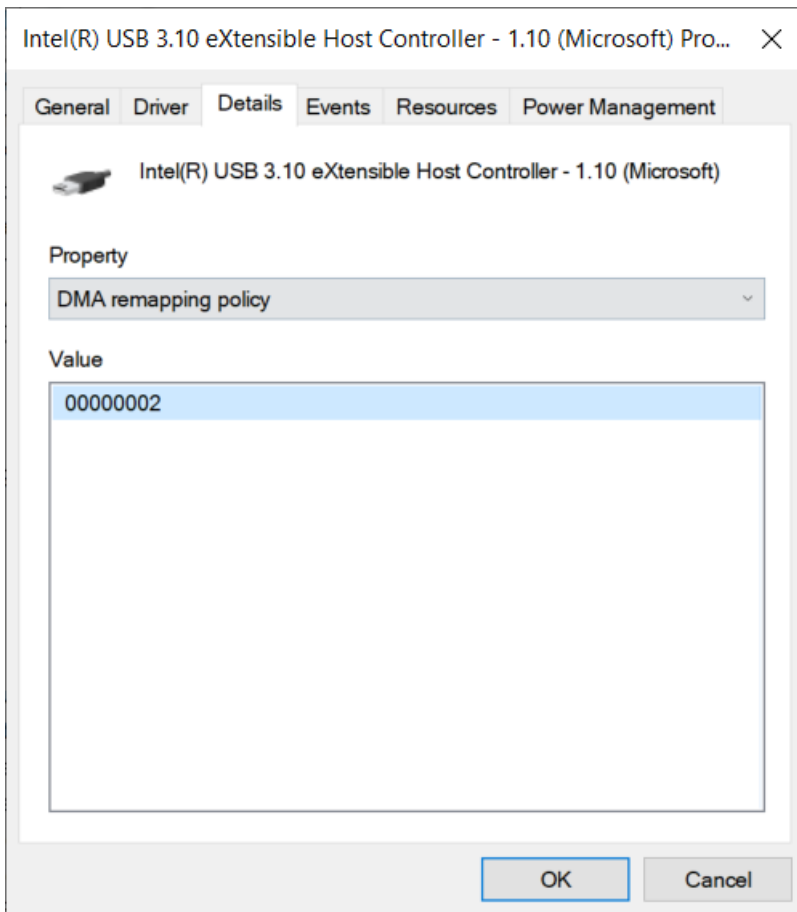 Intel(R) USB 3.10 eXtensible Host Controller - 1.10 (Microsoft) Pro...
General Driver Details Events Resources Power Management
Intel(R) USB 3.10 eXtensible Host Controller - 1.10 (Microsoft)
Property
DMA remapping policy
Value
00000002
OK Cancel